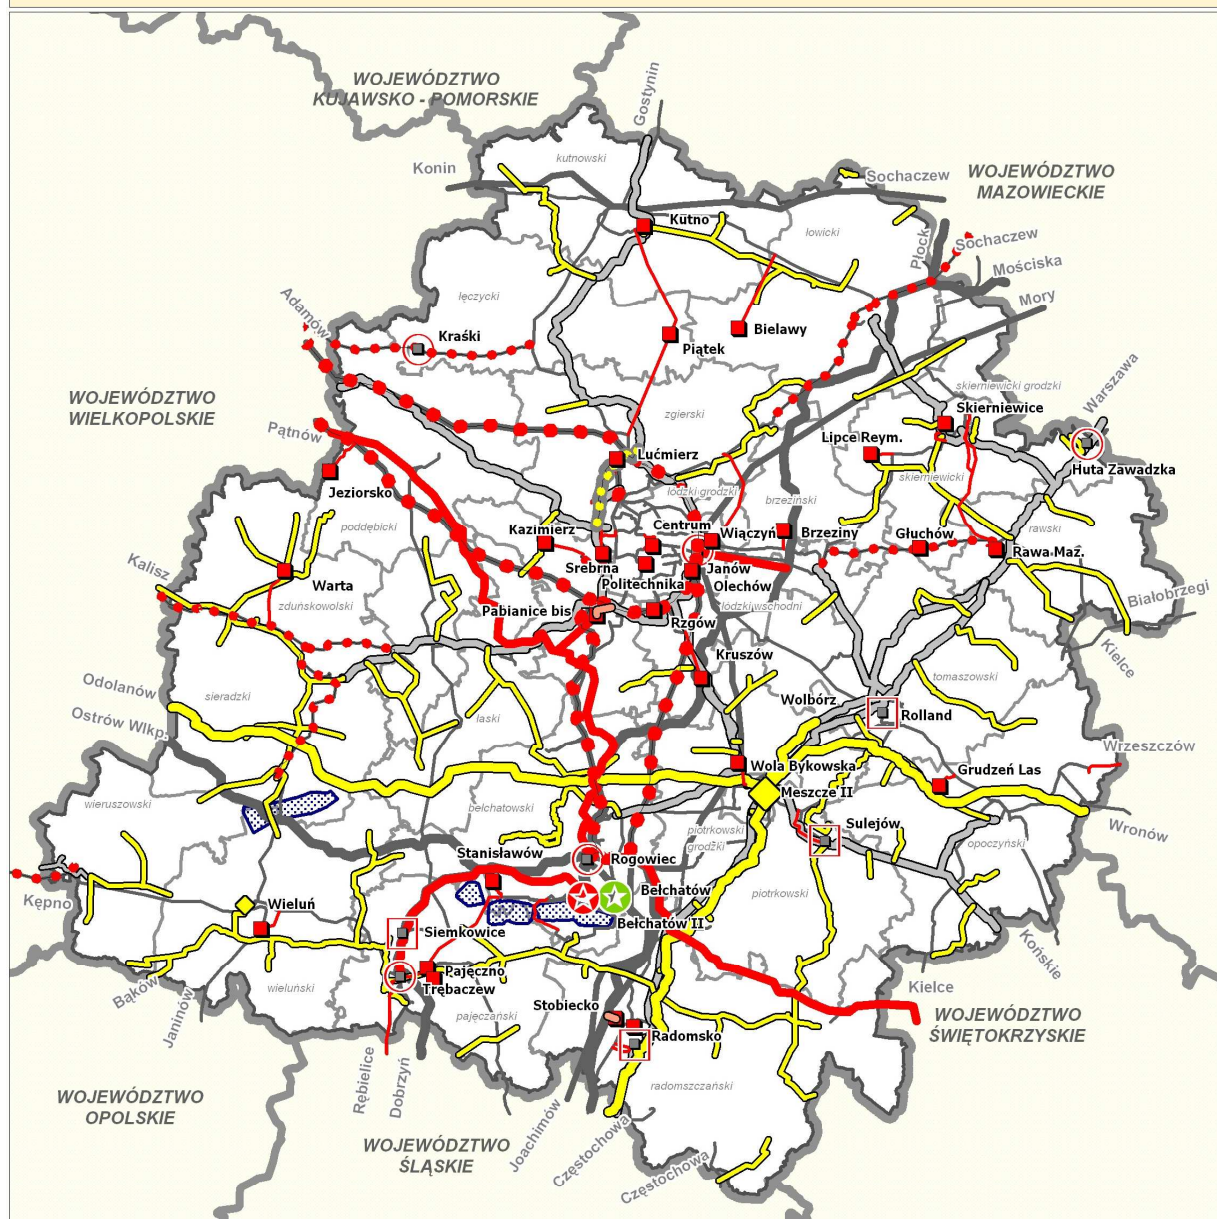 WOJEWÓDZTWO
KUJAWSKO - POMORSKIE
Gostynin
kutnowski
Konin
Sochaczew
WOJEWÓDZTWO
MAZOWIECKIE
Kutno
łowicki
Płock
Sochaczew
Mościska
łęczycki
Adamów
Mory
Kraśki
Piątek
Bielawy
WOJEWÓDZTWO
WIELKOPOLSKIE
Warszawa
skierniewicki grodzki
Skierniewice
zgierski
Pątnów
Lipce Reym.
Lućmierz
Huta Zawadzka
Jeziorsko
łódzki grodzki
brzeziński
skierniewicki
poddębicki
Kazimierz
Centrum
Wiączyń
Brzeziny
Głuchów
rawski
Rawa Maz.
Kalisz
Warta
Srebrna
Janów
Politechnika
Olechów
zduńskowolski
Pabianice bis
łódzki wschodni
Białobrzegi
Rzgów
Kielce
Kruszów
Odolanów
sieradzki
tomaszowski
Wolbórz
Rolland
Ostrów Wlkp.
łaski
Wrzeszczów
Wola Bykowska
Grudzeń Las
Meszcze II
wieruszowski
bełchatowski
piotrkowski
grodzki
Sulejów
Wronów
opoczyński
Stanisławów
Rogowiec
Kępno
Wieluń
Bełchatów
piotrkowski
Bełchatów II
Siemkowice
Końskie
Bąków
wieluński
Pajęczno
Trębaczew
Kielce
Janinów
pajęczański
Stobiecko
Radomsko
WOJEWÓDZTWO
ŚWIĘTOKRZYSKIE
Rębielice
Dobrzyń
radomszczański
WOJEWÓDZTWO
OPOLSKIE
WOJEWÓDZTWO
ŚLĄSKIE
Joachimów
Częstochowa
Częstochowa